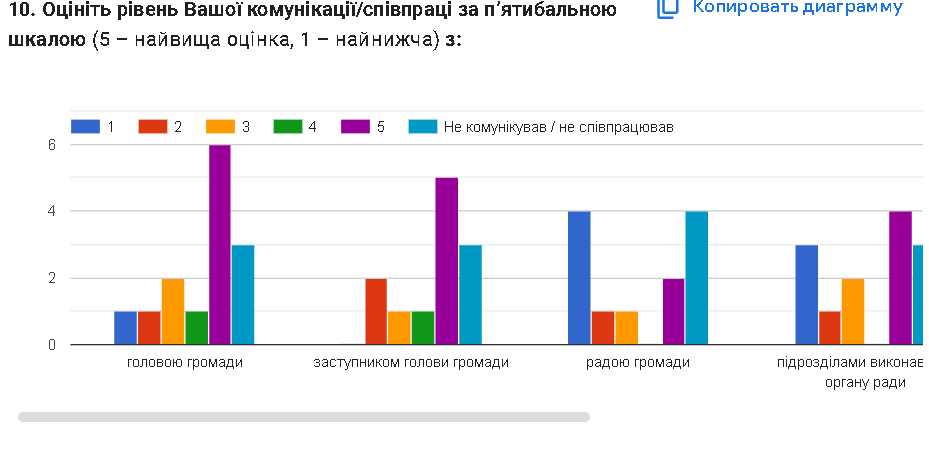 10. Оцініть рівень Вашої комунікації/співпраці за п’ятибальною
шкалою (5 – найвища оцінка, 1 – найнижча) з:
Копировать диаграмму
1 2 3 4 5 Не комунікував / не співпрацював
6
4
2
0
головою громади
заступником голови громади
радою громади
підрозділами виконав
органу ради